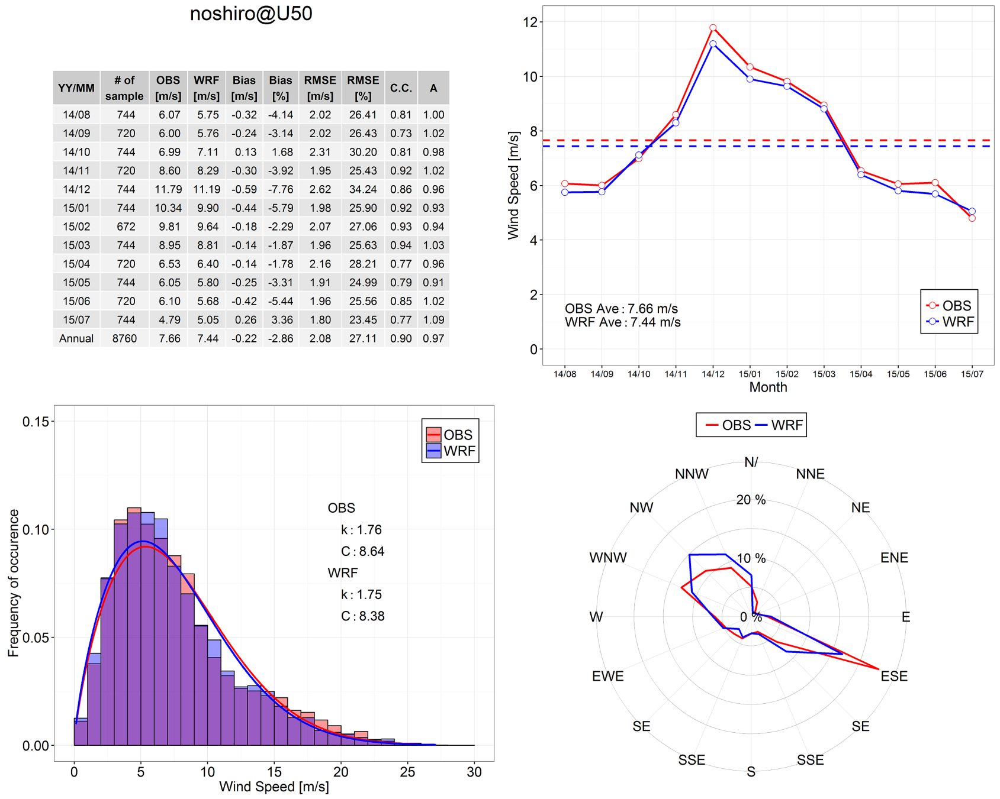 noshiro@U50
YY/MM # of sample OBS [m/s] WRF [m/s] Bias [m/s] Bias [%] RMSE [m/s] RMSE [%] C.C. A
14/08 744 6.07 5.75 -0.32 -4.14 2.02 26.41 0.81 1.00
14/09 720 6.00 5.76 -0.24 -3.14 2.02 26.43 0.73 1.02
14/10 744 6.99 7.11 0.13 1.68 2.31 30.20 0.81 0.98
14/11 720 8.60 8.29 -0.30 -3.92 1.95 25.43 0.92 1.02
14/12 744 11.79 11.19 -0.59 -7.76 2.62 34.24 0.86 0.96
15/01 744 10.34 9.90 -0.44 -5.79 1.98 25.90 0.92 0.93
15/02 672 9.81 9.64 -0.18 -2.29 2.07 27.06 0.93 0.94
15/03 744 8.95 8.81 -0.14 -1.87 1.96 25.63 0.94 1.03
15/04 720 6.53 6.40 -0.14 -1.78 2.16 28.21 0.77 0.96
15/05 744 6.05 5.80 -0.25 -3.31 1.91 24.99 0.79 0.91
15/06 720 6.10 5.68 -0.42 -5.44 1.96 25.56 0.85 1.02
15/07 744 4.79 5.05 0.26 3.36 1.80 23.45 0.77 1.09
Annual 8760 7.66 7.44 -0.22 -2.86 2.08 27.11 0.90 0.97
Wind Speed [m/s]
12
10
8
6
4
2
0
OBS Ave : 7.66 m/s
WRF Ave : 7.44 m/s
OBS
WRF
14/08 14/09 14/10 14/11 14/12 15/01 15/02 15/03 15/04 15/05 15/06 15/07
Month
Frequency of occurence
0.15
0.10
0.05
0.00
OBS
WRF
OBS
k : 1.76
C : 8.64
WRF
k : 1.75
C : 8.38
0 5 10 15 20 25 30
Wind Speed [m/s]
OBS WRF
N/
NNW NNE
20 %
NW NE
10 %
WNW ENE
W 0 % E
EWE ESE
SE SE
SSE SSE
S